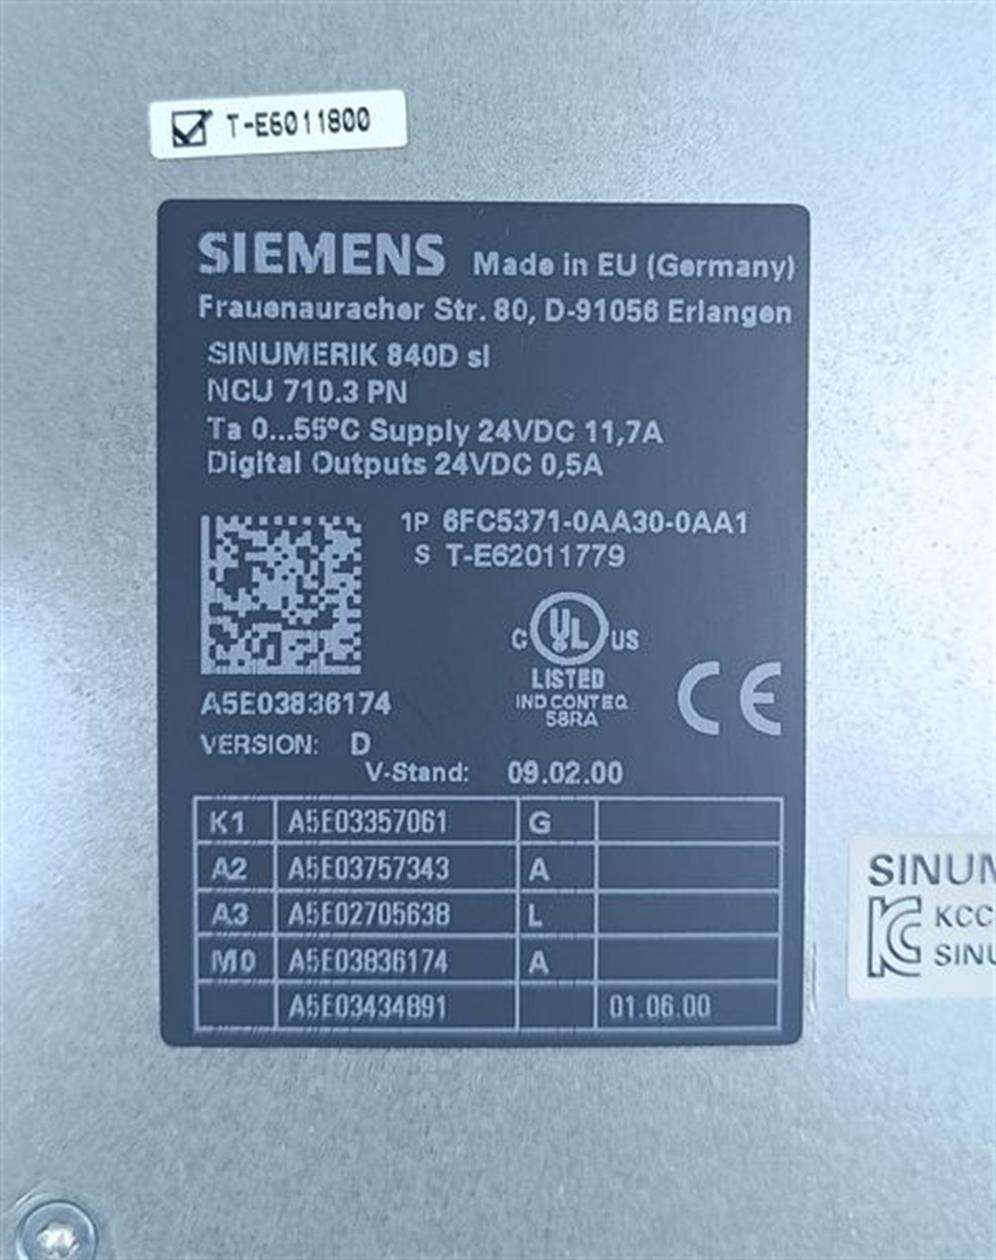 T-E6011800
SIEMENS Made in EU (Germany)
Frauenauracher Str. 80, D-91056 Erlangen
SINUMERIK 840D sl
NCU 710.3 PN
Ta 0...55°C Supply 24VDC 11,7A
Digital Outputs 24VDC 0,5A
1P 6FC5371-0AA30-0AA1
S T-E62011779
C UL US
LISTED
IND CONT EQ
58RA
CE
A5E03836174
VERSION: D
V-Stand: 09.02.00
K1 A5E03357061 G
A2 A5E03757343 A
A3 A5E02705638 L
M0 A5E03836174 A
A5E03434891 01.06.00
SINUM
KCC
SINU